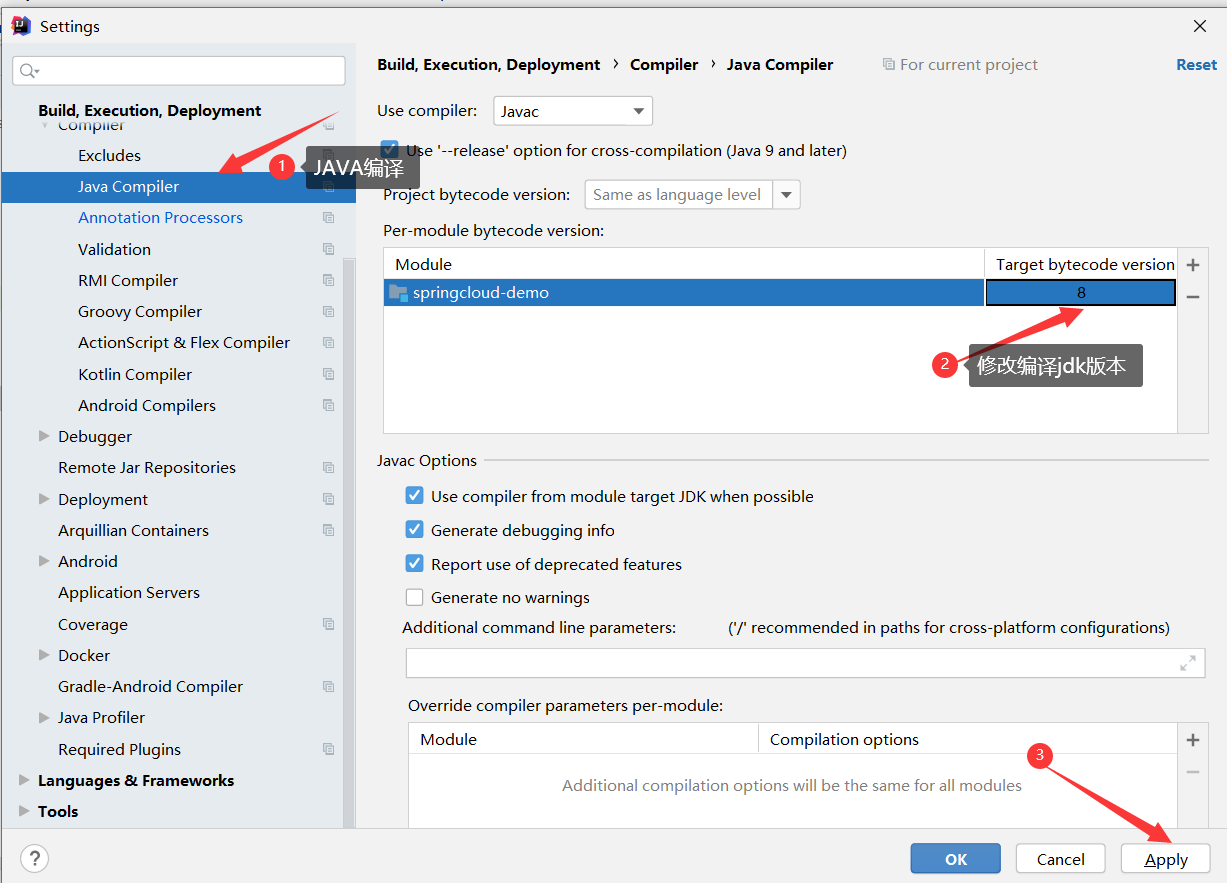 Settings
Build, Execution, Deployment
Compiler
Excludes
Java Compiler
Annotation Processors
Validation
RMI Compiler
Groovy Compiler
ActionScript & Flex Compiler
Kotlin Compiler
Android Compilers
Debugger
Remote Jar Repositories
Deployment
Arquillian Containers
Android
Application Servers
Coverage
Docker
Gradle-Android Compiler
Java Profiler
Required Plugins
Languages & Frameworks
Tools
1 JAVA编译
Build, Execution, Deployment › Compiler › Java Compiler For current project Reset
Use compiler: Javac
Use '--release' option for cross-compilation (Java 9 and later)
Project bytecode version: Same as language level
Per-module bytecode version:
Module Target bytecode version
springcloud-demo 8
2 修改编译jdk版本
Javac Options
Use compiler from module target JDK when possible
Generate debugging info
Report use of deprecated features
Generate no warnings
Additional command line parameters: ('/' recommended in paths for cross-platform configurations)
Override compiler parameters per-module:
Module Compilation options
3
Additional compilation options will be the same for all modules
? OK Cancel Apply